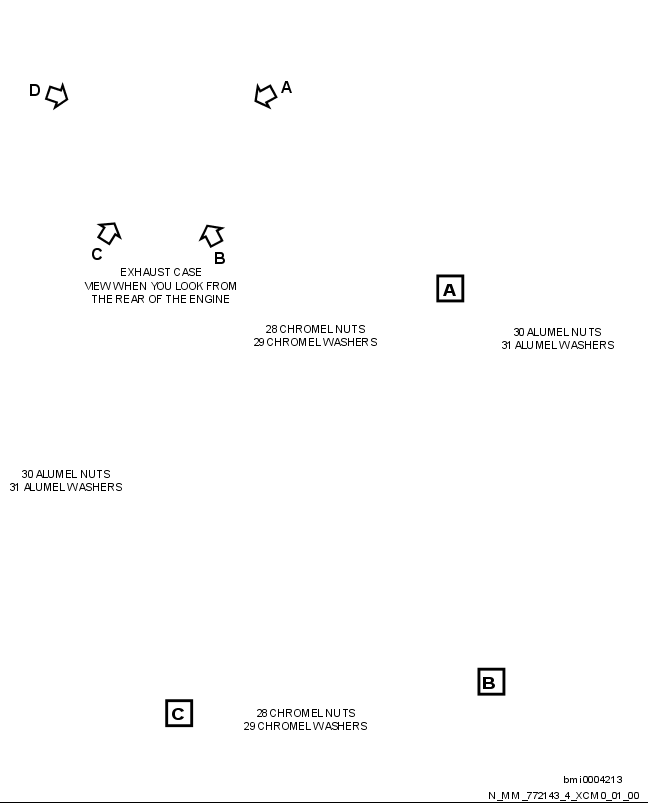 D
A
C
B
EXHAUST CASE
VIEW WHEN YOU LOOK FROM
THE REAR OF THE ENGINE
A
28 CHROMEL NUTS
29 CHROMEL WASHERS
30 ALUMEL NUTS
31 ALUMEL WASHERS
30 ALUMEL NUTS
31 ALUMEL WASHERS
B
C
28 CHROMEL NUTS
29 CHROMEL WASHERS
bmi0004213
N_MM_772143_4_XCM0_01_00